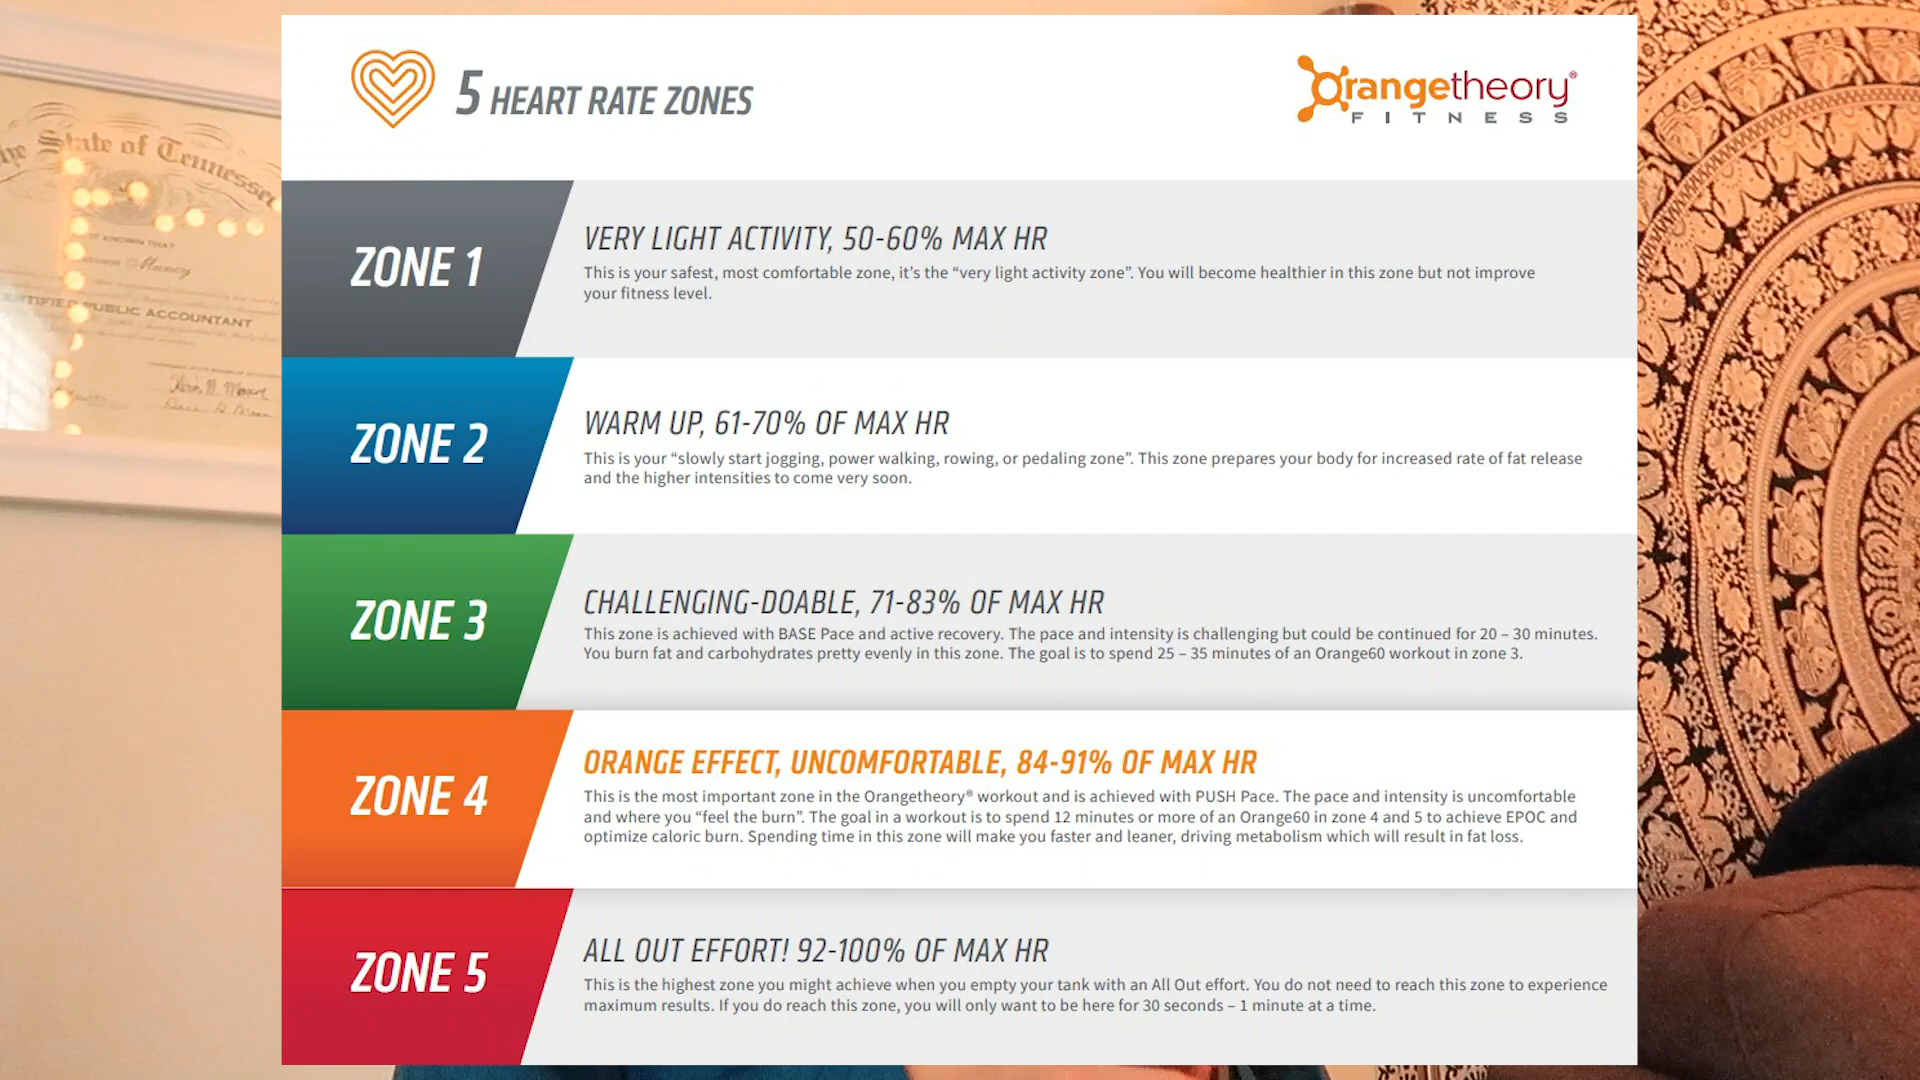 5 HEART RATE ZONES
Orangetheory®
FITNESS
ZONE 1
VERY LIGHT ACTIVITY, 50-60% MAX HR
This is your safest, most comfortable zone, it’s the “very light activity zone”. You will become healthier in this zone but not improve
your fitness level.
ZONE 2
WARM UP, 61-70% OF MAX HR
This is your “slowly start jogging, power walking, rowing, or pedaling zone”. This zone prepares your body for increased rate of fat release
and the higher intensities to come very soon.
ZONE 3
CHALLENGING-DOABLE, 71-83% OF MAX HR
This zone is achieved with BASE Pace and active recovery. The pace and intensity is challenging but could be continued for 20 – 30 minutes.
You burn fat and carbohydrates pretty evenly in this zone. The goal is to spend 25 – 35 minutes of an Orange60 workout in zone 3.
ZONE 4
ORANGE EFFECT, UNCOMFORTABLE, 84-91% OF MAX HR
This is the most important zone in the Orangetheory® workout and is achieved with PUSH Pace. The pace and intensity is uncomfortable
and where you “feel the burn”. The goal in a workout is to spend 12 minutes or more of an Orange60 in zone 4 and 5 to achieve EPOC and
optimize caloric burn. Spending time in this zone will make you faster and leaner, driving metabolism which will result in fat loss.
ZONE 5
ALL OUT EFFORT! 92-100% OF MAX HR
This is the highest zone you might achieve when you empty your tank with an All Out effort. You do not need to reach this zone to experience
maximum results. If you do reach this zone, you will only want to be here for 30 seconds – 1 minute at a time.
State of Tennessee
KNOWN THAT
Muncy
CERTIFIED PUBLIC ACCOUNTANT